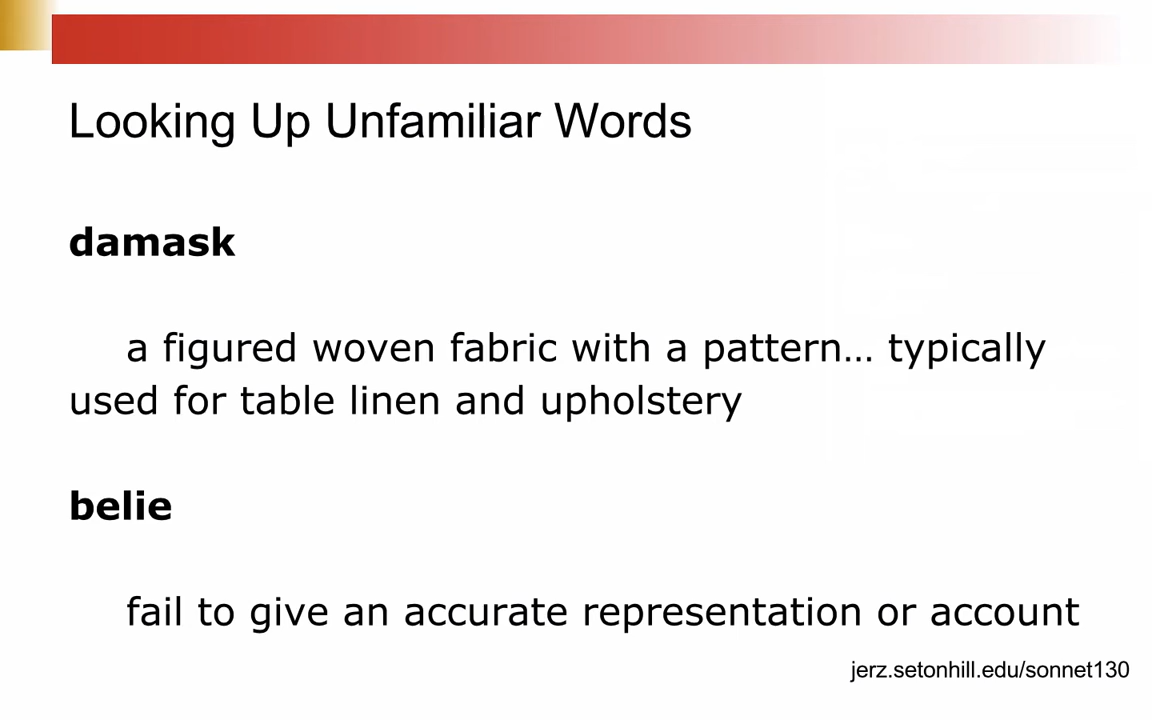 Looking Up Unfamiliar Words
damask
a figured woven fabric with a pattern… typically
used for table linen and upholstery
belie
fail to give an accurate representation or account
jerz.setonhill.edu/sonnet130